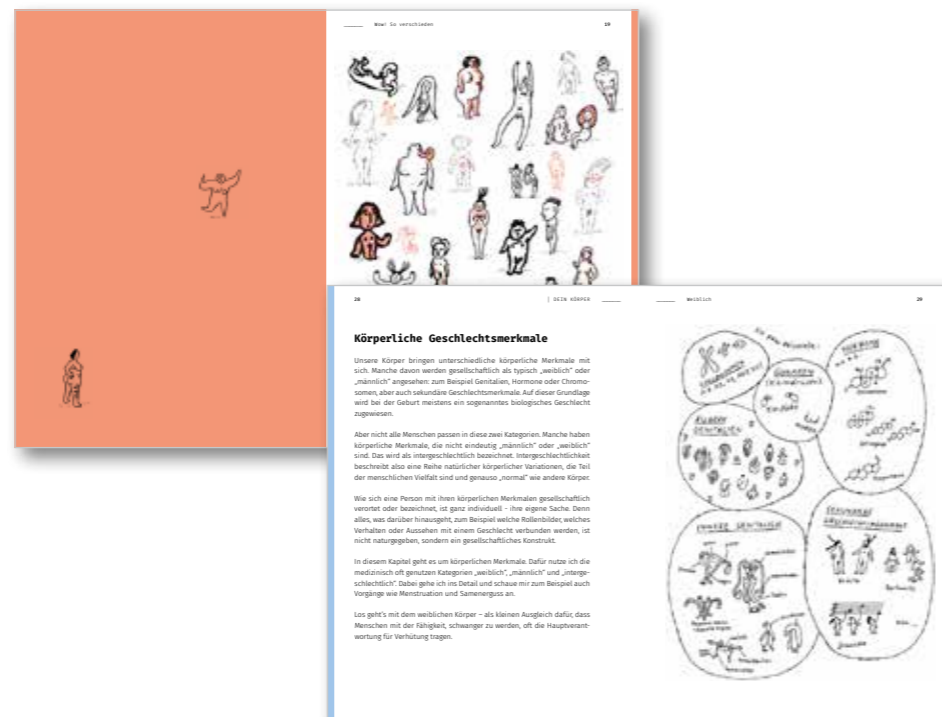 Wow! So verschieden
19
28
| DEIN KÖRPER
Weiblich
29
Körperliche Geschlechtsmerkmale
Unsere Körper bringen unterschiedliche körperliche Merkmale mit
sich. Manche davon werden gesellschaftlich als typisch „weiblich“ oder
„männlich“ angesehen: zum Beispiel Genitalien, Hormone oder Chromo-
somen, aber auch sekundäre Geschlechtsmerkmale. Auf dieser Grundlage
wird bei der Geburt meistens ein sogenanntes biologisches Geschlecht
zugewiesen.
Aber nicht alle Menschen passen in diese zwei Kategorien. Manche haben
körperliche Merkmale, die nicht eindeutig „männlich“ oder „weiblich“
sind. Das wird als intergeschlechtlich bezeichnet. Intergeschlechtlichkeit
beschreibt also eine Reihe natürlicher körperlicher Variationen, die Teil
der menschlichen Vielfalt sind und genauso „normal“ wie andere Körper.
Wie sich eine Person mit ihren körperlichen Merkmalen gesellschaftlich
verortet oder bezeichnet, ist ganz individuell – ihre eigene Sache. Denn
alles, was darüber hinausgeht, zum Beispiel welche Rollenbilder, welches
Verhalten oder Aussehen mit einem Geschlecht verbunden werden, ist
nicht naturgegeben, sondern ein gesellschaftliches Konstrukt.
In diesem Kapitel geht es um körperlichen Merkmale. Dafür nutze ich die
medizinisch oft genutzen Kategorien „weiblich“, „männlich“ und „interge-
schlechtlich“. Dabei gehe ich ins Detail und schaue mir zum Beispiel auch
Vorgänge wie Menstruation und Samenerguss an.
Los geht’s mit dem weiblichen Körper – als kleinen Ausgleich dafür, dass
Menschen mit der Fähigkeit, schwanger zu werden, oft die Hauptverant-
wortung für Verhütung tragen.
HORMONE
ÄUßERE
GENITALIEN
INNERE GENITALIEN